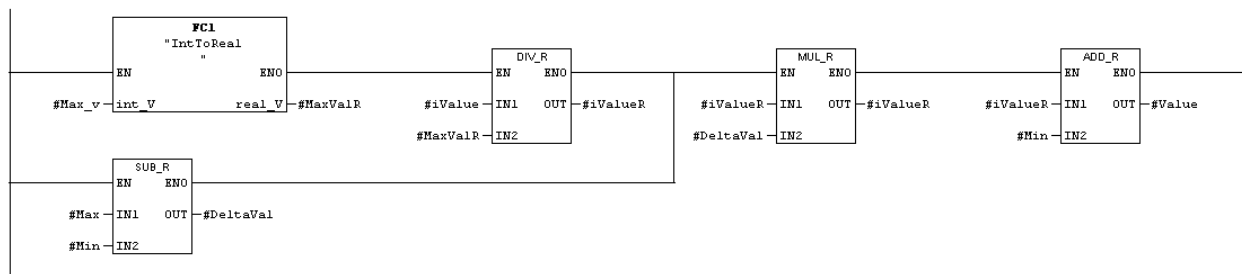 FC1
"IntToReal
"
EN ENO
#Max_v int_V real_V #MaxValR
DIV_R
EN ENO
#iValue IN1 OUT #iValueR
#MaxValR IN2
MUL_R
EN ENO
#iValueR IN1 OUT #iValueR
#DeltaVal IN2
ADD_R
EN ENO
#iValueR IN1 OUT #Value
#Min IN2
SUB_R
EN ENO
#Max IN1 OUT #DeltaVal
#Min IN2